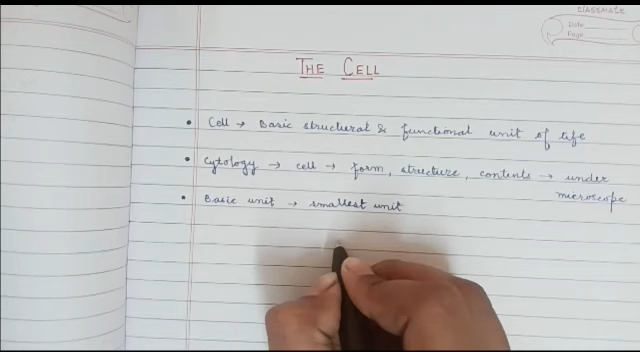 classmate
Date
Page
THE CELL
• Cell → Basic structural & functional unit of life
• Cytology → cell → form, structure, contents → under
microscope
• Basic unit → smallest unit